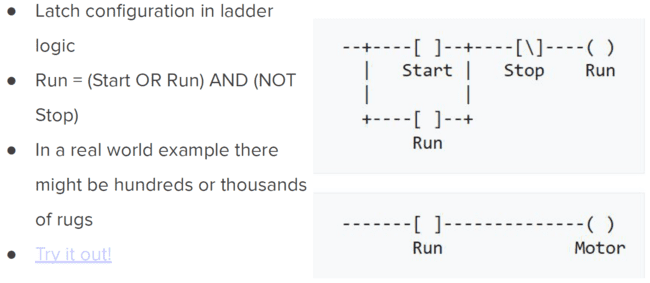 ● Latch configuration in ladder
logic
● Run = (Start OR Run) AND (NOT
Stop)
● In a real world example there
might be hundreds or thousands
of rugs
● Try it out!
--+----[ ]--+----[\]----( )
  |   Start |   Stop    Run
  |         |
  +----[ ]--+
       Run
-------[ ]--------------( )
       Run             Motor